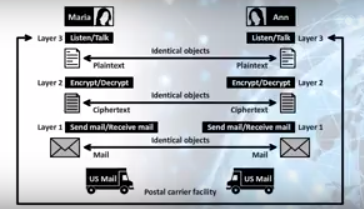 Maria Ann
Layer 3 Listen/Talk Listen/Talk Layer 3
Identical objects
Plaintext Plaintext
Layer 2 Encrypt/Decrypt Encrypt/Decrypt Layer 2
Identical objects
Ciphertext Ciphertext
Layer 1 Send mail/Receive mail Send mail/Receive mail Layer 1
Identical objects
Mail Mail
US Mail US Mail
Postal carrier facility